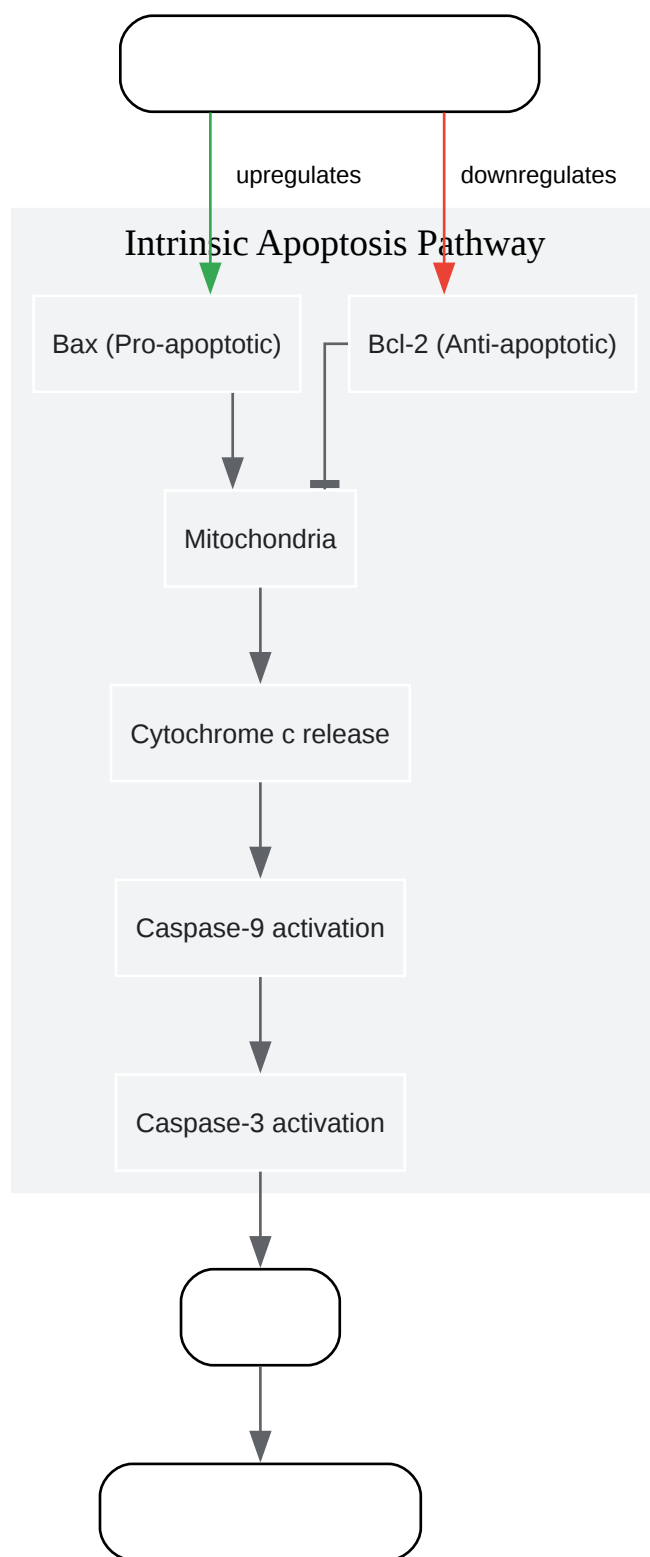 upregulates
downregulates
Intrinsic Apoptosis Pathway
Bax (Pro-apoptotic)
Bcl-2 (Anti-apoptotic)
Mitochondria
Cytochrome c release
Caspase-9 activation
Caspase-3 activation